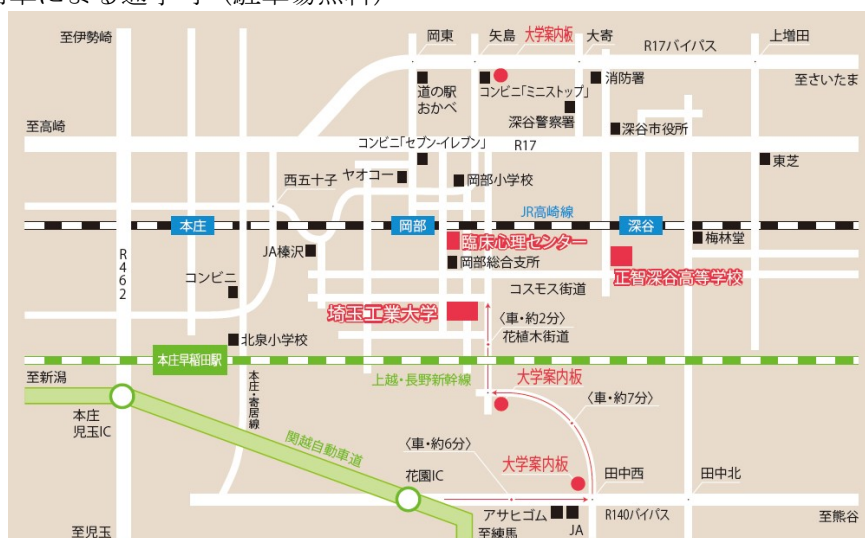 車による通学可（駐車場無料）
至伊勢崎
岡東
矢島
大学案内板
大寄
R17バイパス
上増田
道の駅
おかべ
コンビニ「ミニストップ」
消防署
至さいたま
深谷警察署
至高崎
深谷市役所
コンビニ「セブン-イレブン」
R17
東芝
西五十子
ヤオコー
岡部小学校
JR高崎線
本庄
岡部
深谷
臨床心理センター
梅林堂
R462
JA榛沢
岡部総合支所
正智深谷高等学校
コンビニ
コスモス街道
埼玉工業大学
〈車・約2分〉
花植木街道
北泉小学校
本庄早稲田駅
至新潟
上越・長野新幹線
大学案内板
本庄・寄居線
〈車・約7分〉
本庄
児玉IC
関越自動車道
〈車・約6分〉
大学案内板
花園IC
田中西
田中北
アサヒゴム
JA
R140バイパス
至熊谷
至児玉
至練馬